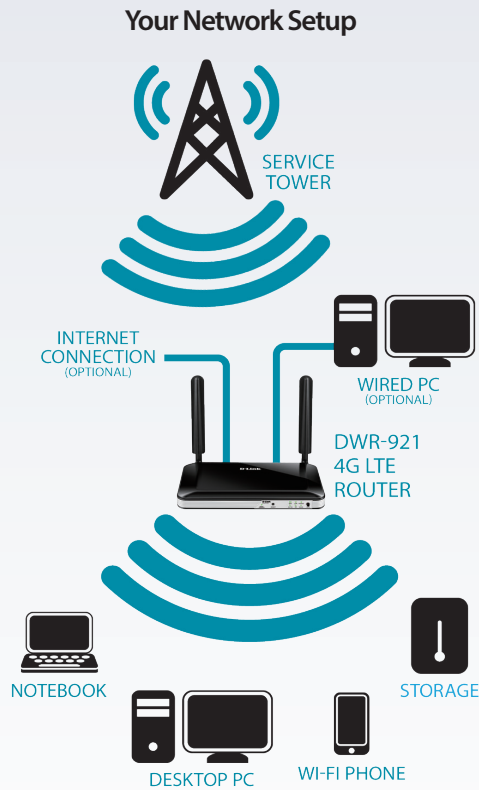 Your Network Setup
SERVICE
TOWER
INTERNET
CONNECTION
(OPTIONAL)
WIRED PC
(OPTIONAL)
D-Link
DWR-921
4G LTE
ROUTER
NOTEBOOK
STORAGE
DESKTOP PC
WI-FI PHONE